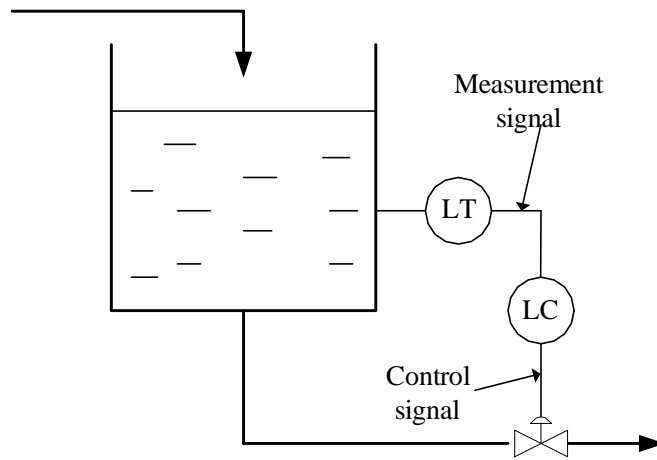 Measurement
signal
LT
LC
Control
signal